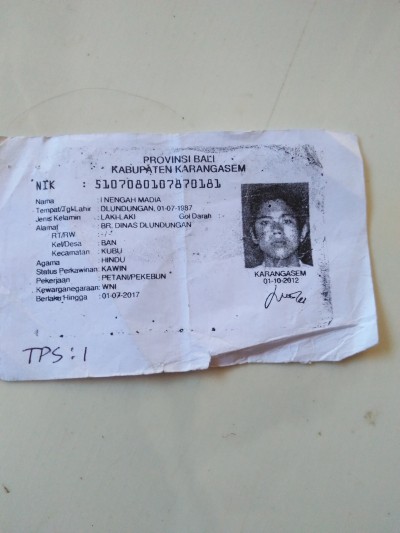 PROVINSI BALI
KABUPATEN KARANGASEM
NIK : 5107080107870181
Nama : I NENGAH MADIA
Tempat/Tgl Lahir : DLUNDUNGAN, 01-07-1987
Jenis Kelamin : LAKI-LAKI Gol Darah
Alamat : BR. DINAS DLUNDUNGAN
RT/RW : -/-
Kel/Desa : BAN
Kecamatan : KUBU
Agama : HINDU
Status Perkawinan : KAWIN
Pekerjaan : PETANI/PEKEBUN
Kewarganegaraan : WNI
Berlaku Hingga : 01-07-2017
KARANGASEM
01-10-2012
TPS : 1